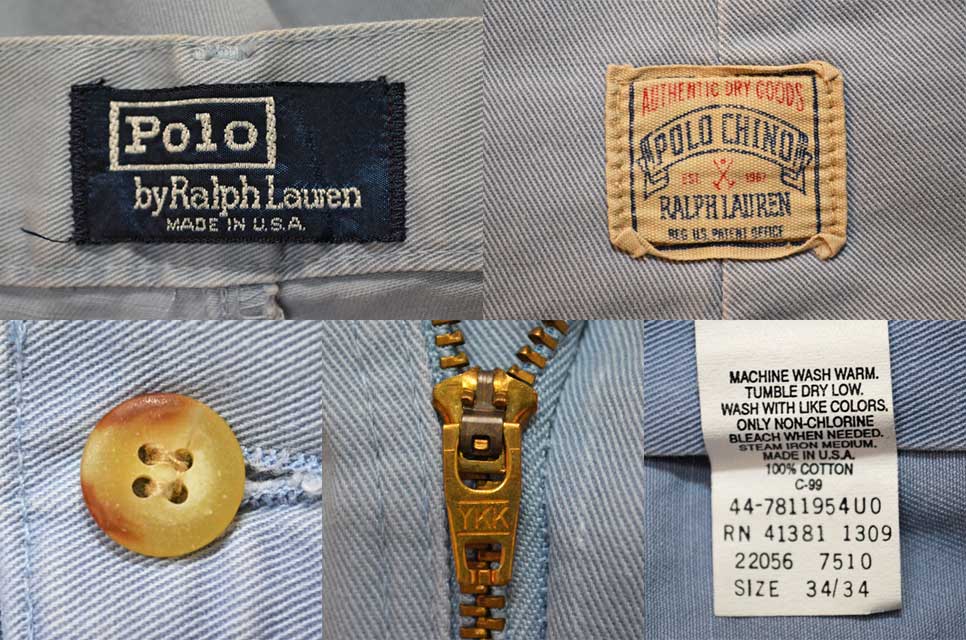 Polo
by Ralph Lauren
MADE IN U.S.A.
AUTHENTIC DRY GOODS
POLO CHINO
EST 1967
RALPH LAUREN
REG U.S. PATENT OFFICE
YKK
MACHINE WASH WARM.
TUMBLE DRY LOW.
WASH WITH LIKE COLORS.
ONLY NON-CHLORINE
BLEACH WHEN NEEDED.
STEAM IRON MEDIUM.
MADE IN U.S.A.
100% COTTON
C-99
44-7811954U0
RN 41381 1309
22056 7510
SIZE 34/34